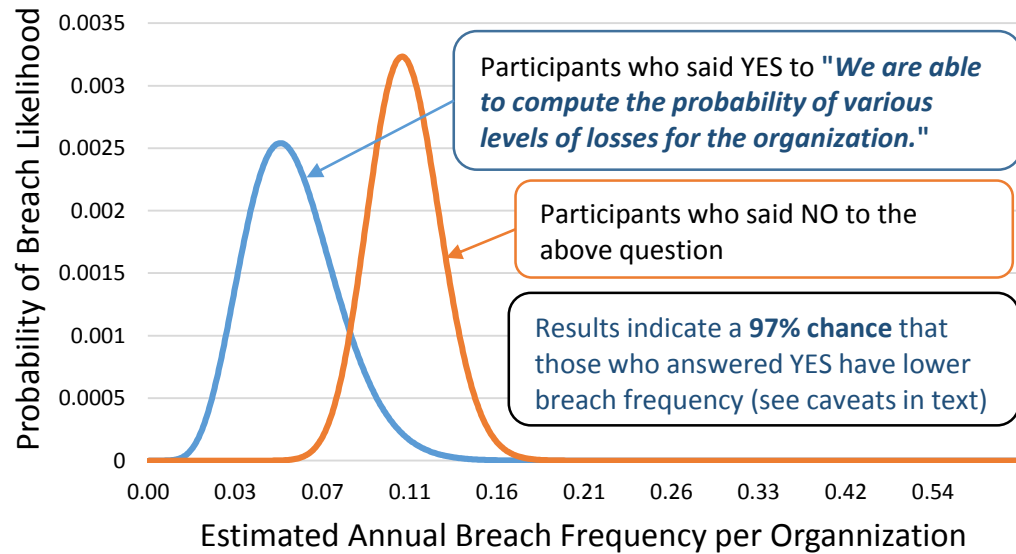 0.0035
0.003
0.0025
0.002
0.0015
0.001
0.0005
0
Probability of Breach Likelihood
Participants who said YES to "We are able
to compute the probability of various
levels of losses for the organization."
Participants who said NO to the
above question
Results indicate a 97% chance that
those who answered YES have lower
breach frequency (see caveats in text)
0.00 0.03 0.07 0.11 0.16 0.21 0.26 0.33 0.42 0.54
Estimated Annual Breach Frequency per Organnization